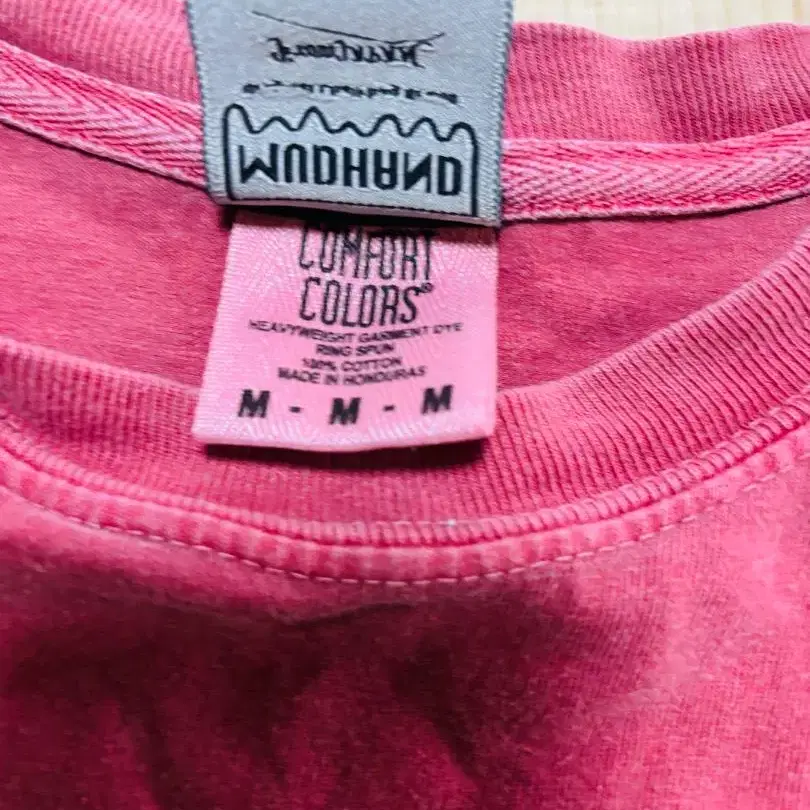 MUDHAND
COMFORT
COLORS®
HEAVYWEIGHT GARMENT DYE
RING SPUN
100% COTTON
MADE IN HONDURAS
M - M - M